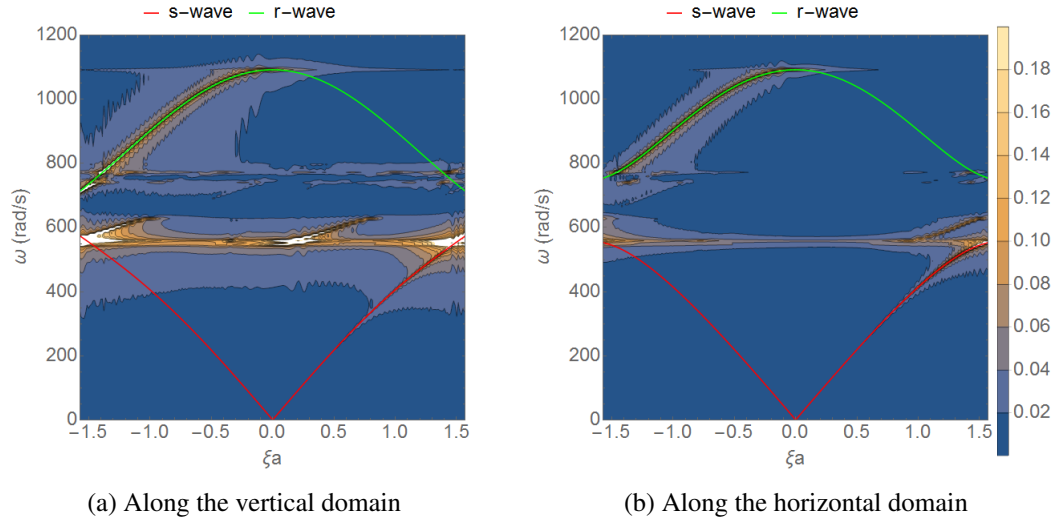 s-wave r-wave
s-wave r-wave
1200
1000
800
600
400
200
0
ω (rad/s)
-1.5 -1.0 -0.5 0.0 0.5 1.0 1.5
ξa
1200
1000
800
600
400
200
0
ω (rad/s)
-1.5 -1.0 -0.5 0.0 0.5 1.0 1.5
ξa
0.18
0.16
0.14
0.12
0.10
0.08
0.06
0.04
0.02
(a) Along the vertical domain
(b) Along the horizontal domain